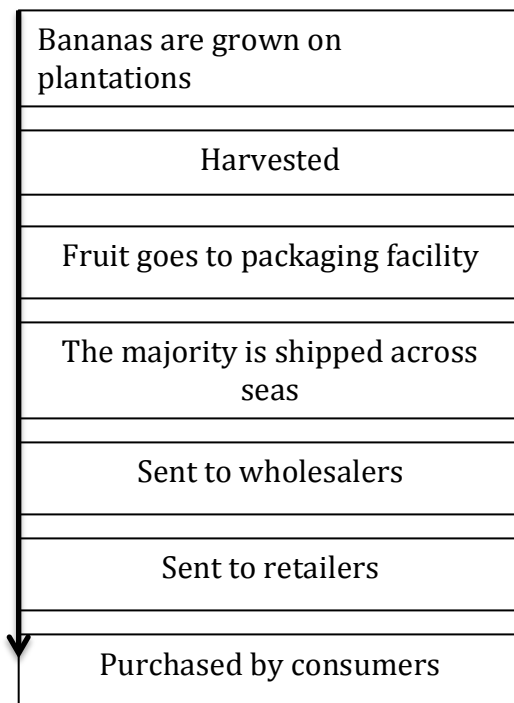 Bananas are grown on
plantations
Harvested
Fruit goes to packaging facility
The majority is shipped across
seas
Sent to wholesalers
Sent to retailers
Purchased by consumers